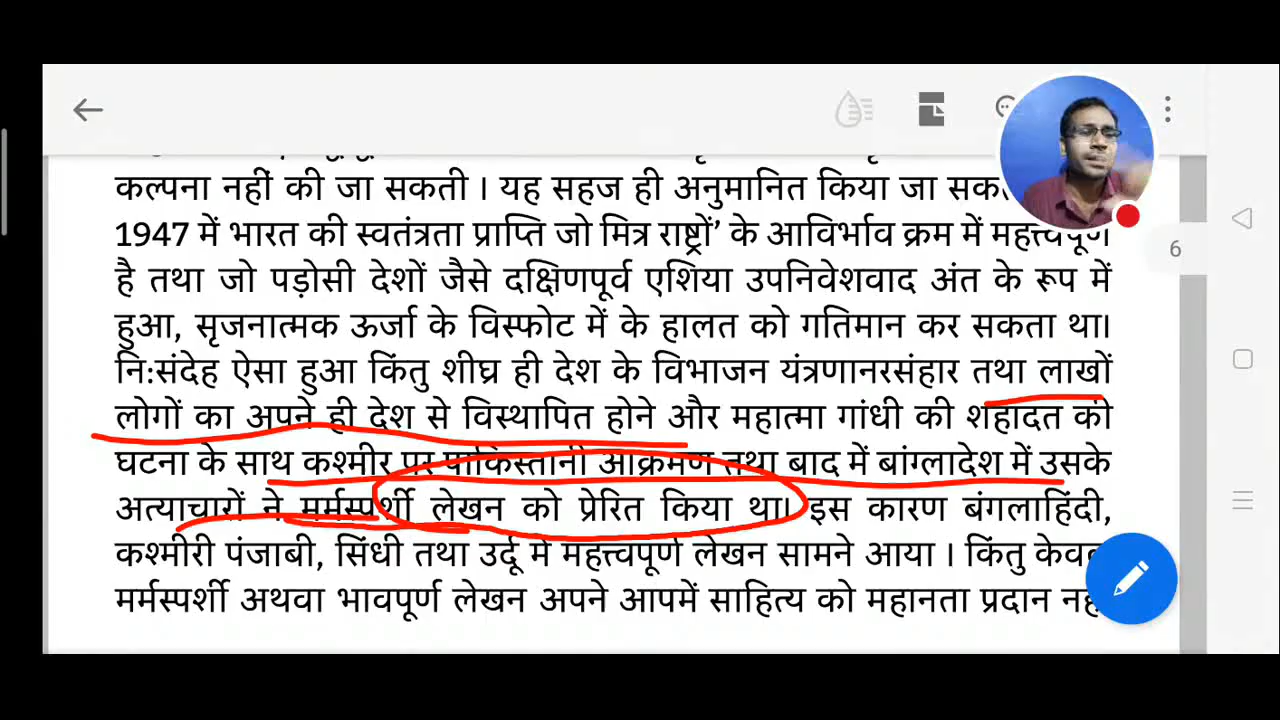 कल्पना नहीं की जा सकती । यह सहज ही अनुमानित किया जा
1947 में भारत की स्वतंत्रता प्राप्ति जो मित्र राष्ट्रों’ के आविर्भाव क्रम में महत्त्वपूर्ण
6
है तथा जो पड़ोसी देशों जैसे दक्षिणपूर्व एशिया उपनिवेशवाद अंत के रूप में
हुआ, सृजनात्मक ऊर्जा के विस्फोट में के हालत को गतिमान कर सकता था।
नि:संदेह ऐसा हुआ किंतु शीघ्र ही देश के विभाजन यंत्रणानरसंहार तथा लाखों
लोगों का अपने ही देश से विस्थापित होने और महात्मा गांधी की शहादत की
घटना के साथ कश्मीर पर पाकिस्तानी आक्रमण तथा बाद में बांग्लादेश में उसके
अत्याचारों ने मर्मस्पर्शी लेखन को प्रेरित किया था। इस कारण बंगलाहिंदी,
कश्मीरी पंजाबी, सिंधी तथा उर्दू में महत्त्वपूर्ण लेखन सामने आया । किंतु
मर्मस्पर्शी अथवा भावपूर्ण लेखन अपने आपमें साहित्य को महानता प्रदान